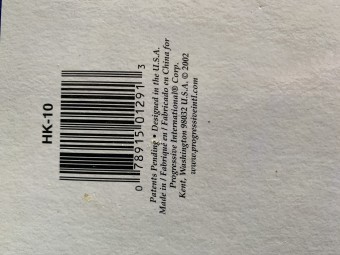 HK-10
0 78915 01291 3
Patents Pending • Designed in the U.S.A.
Made in / Fabriqué en / Fabricado en China for
Progressive International® Corp.
Kent, Washington 98032 U.S.A. © 2002
www.progressiveintl.com